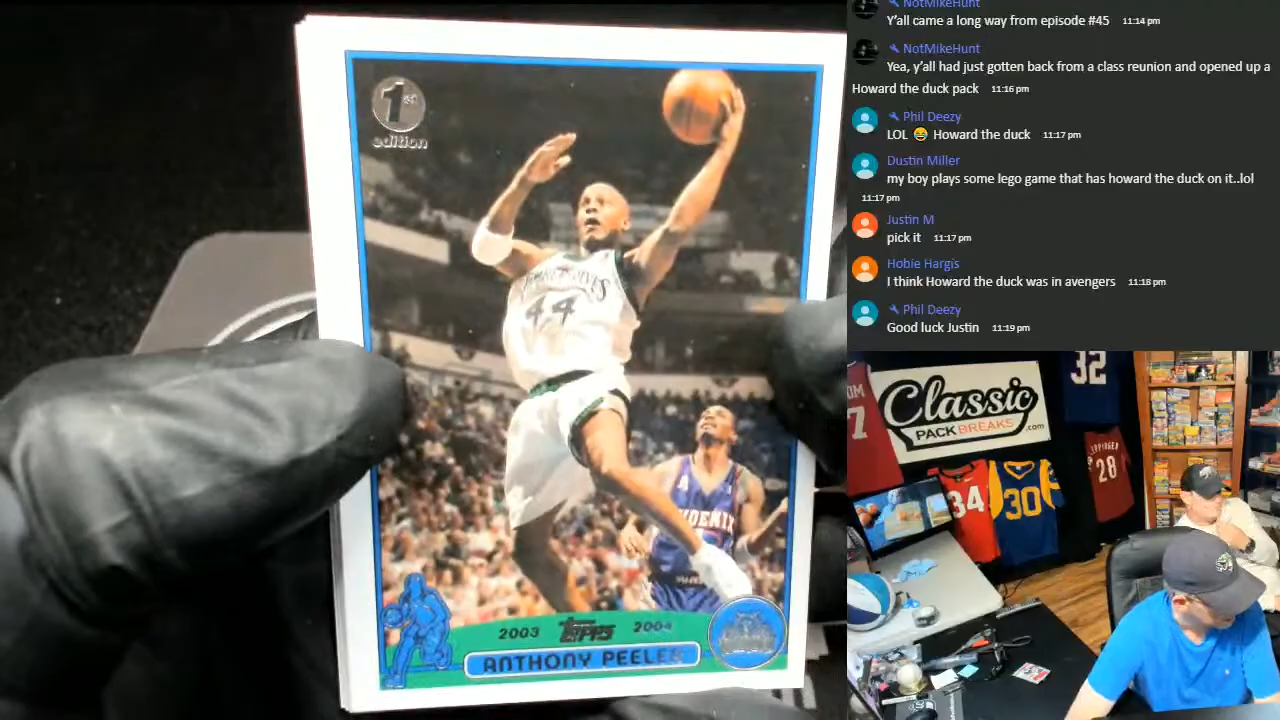 1st
edition
TIMBERWOLVES
44
PHOENIX
2003 Topps 2004
ANTHONY PEELER
NotMikeHunt
Y'all came a long way from episode #45 11:14 pm
NotMikeHunt
Yea, y'all had just gotten back from a class reunion and opened up a
Howard the duck pack 11:16 pm
Phil Deezy
LOL 😂 Howard the duck 11:17 pm
Dustin Miller
my boy plays some lego game that has howard the duck on it..lol
11:17 pm
Justin M
pick it 11:17 pm
Hobie Hargis
I think Howard the duck was in avengers 11:18 pm
Phil Deezy
Good luck Justin 11:19 pm
32
7
Classic
PACK BREAKS.com
34
30
28